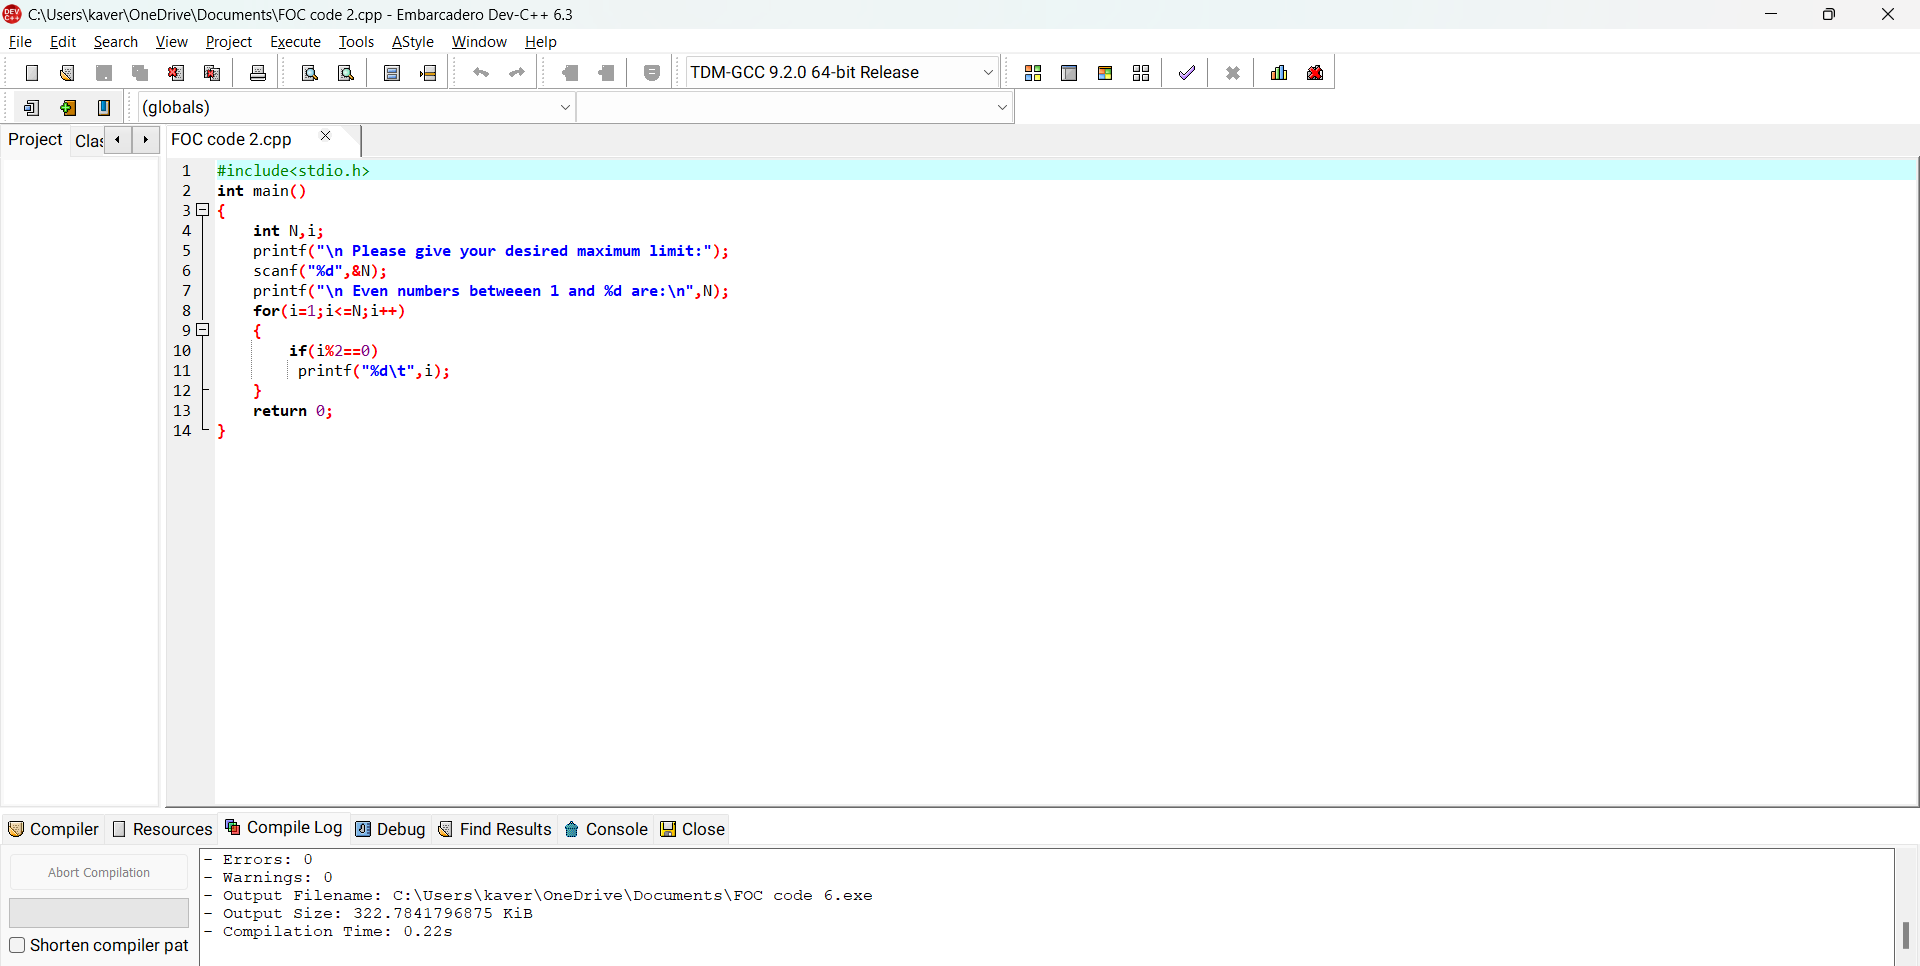 C:\Users\kaver\OneDrive\Documents\FOC code 2.cpp - Embarcadero Dev-C++ 6.3
File Edit Search View Project Execute Tools AStyle Window Help
TDM-GCC 9.2.0 64-bit Release
(globals)
Project Clas FOC code 2.cpp
1 #include<stdio.h>
2 int main()
3 {
4 int N,i;
5 printf("\n Please give your desired maximum limit:");
6 scanf("%d",&N);
7 printf("\n Even numbers betweeen 1 and %d are:\n",N);
8 for(i=1;i<=N;i++)
9 {
10 if(i%2==0)
11 printf("%d\t",i);
12 }
13 return 0;
14 }
Compiler Resources Compile Log Debug Find Results Console Close
Abort Compilation
Shorten compiler pat
- Errors: 0
- Warnings: 0
- Output Filename: C:\Users\kaver\OneDrive\Documents\FOC code 6.exe
- Output Size: 322.7841796875 KiB
- Compilation Time: 0.22s